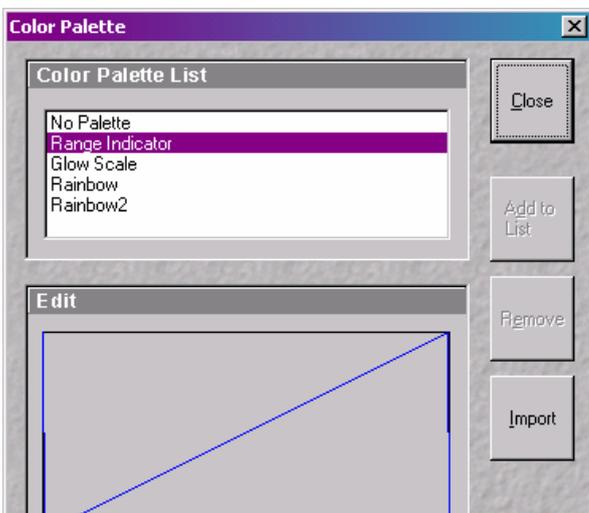 Color Palette
Color Palette List
Close
No Palette
Range Indicator
Glow Scale
Rainbow
Rainbow2
Add to
List
Edit
Remove
Import